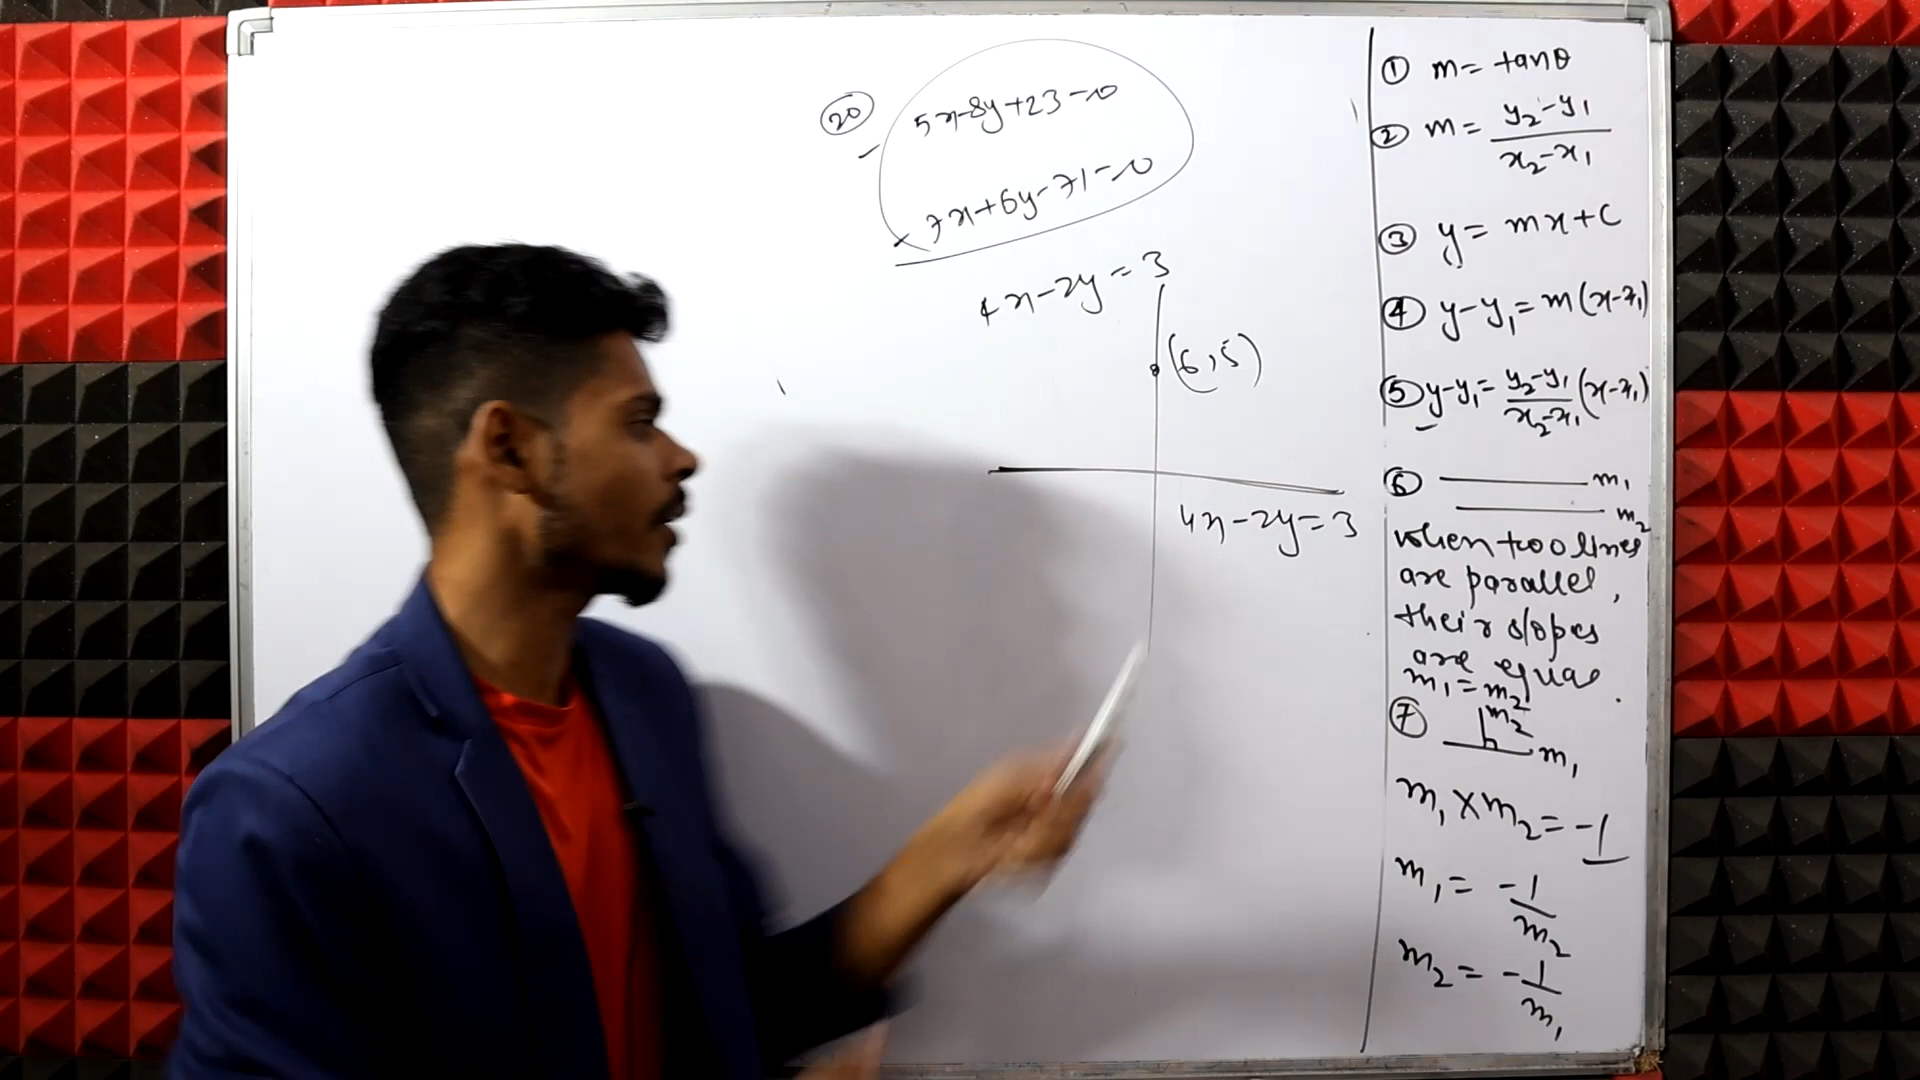 20
5x-8y+23=0
7x+6y-71=0
4x-2y=3
(6,5)
4x-2y=3
① m= tanθ
② m= y₂-y₁/x₂-x₁
③ y= mx+c
④ y-y₁=m(x-x₁)
⑤ y-y₁= y₂-y₁/x₂-x₁ (x-x₁)
⑥ m₁
m₂
when two lines
are parallel,
their slopes
are equal.
m₁=m₂
⑦ m₂
m₁
m₁×m₂=-1
m₁= -1/m₂
m₂= -1/m₁